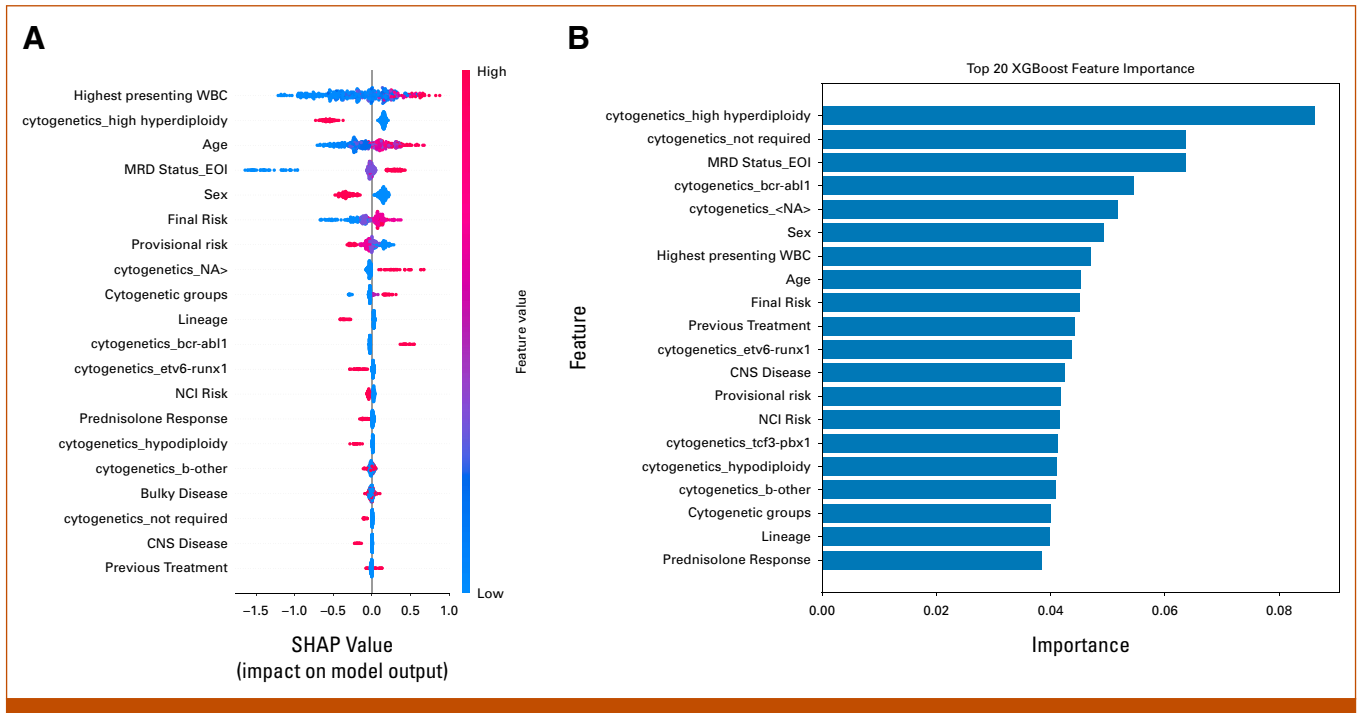 A
High
Highest presenting WBC
cytogenetics_high hyperdiploidy
Age
MRD Status_EOI
Sex
Final Risk
Provisional risk
cytogenetics_NA>
Cytogenetic groups
Lineage
cytogenetics_bcr-abl1
cytogenetics_etv6-runx1
NCI Risk
Prednisolone Response
cytogenetics_hypodiploidy
cytogenetics_b-other
Bulky Disease
cytogenetics_not required
CNS Disease
Previous Treatment
Feature value
Low
−1.5 −1.0 −0.5 0.0 0.5 1.0
SHAP Value
(impact on model output)
B
Top 20 XGBoost Feature Importance
cytogenetics_high hyperdiploidy
cytogenetics_not required
MRD Status_EOI
cytogenetics_bcr-abl1
cytogenetics_<NA>
Sex
Highest presenting WBC
Age
Final Risk
Previous Treatment
cytogenetics_etv6-runx1
CNS Disease
Provisional risk
NCI Risk
cytogenetics_tcf3-pbx1
cytogenetics_hypodiploidy
cytogenetics_b-other
Cytogenetic groups
Lineage
Prednisolone Response
Feature
0.00 0.02 0.04 0.06 0.08
Importance